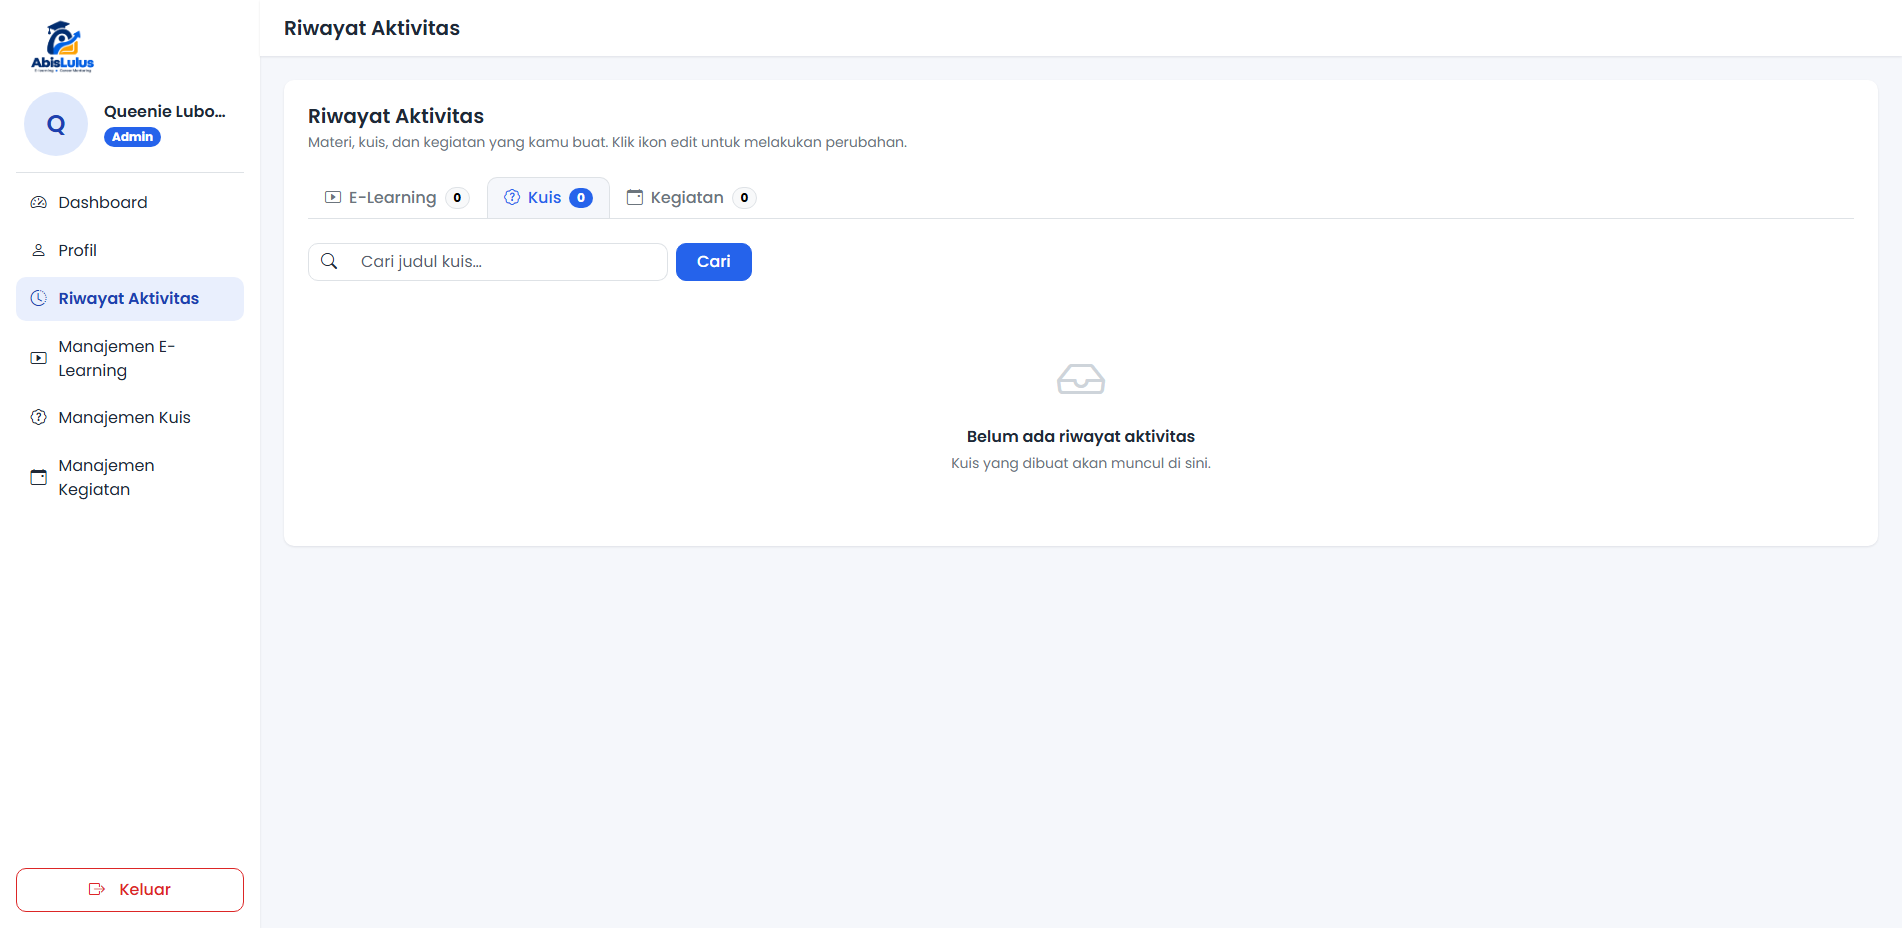 AbisLulus
Q
Queenie Lubo...
Admin
Dashboard
Profil
Riwayat Aktivitas
Manajemen E-
Learning
Manajemen Kuis
Manajemen
Kegiatan
Keluar
Riwayat Aktivitas
Riwayat Aktivitas
Materi, kuis, dan kegiatan yang kamu buat. Klik ikon edit untuk melakukan perubahan.
E-Learning 0 Kuis 0 Kegiatan 0
Cari judul kuis... Cari
Belum ada riwayat aktivitas
Kuis yang dibuat akan muncul di sini.